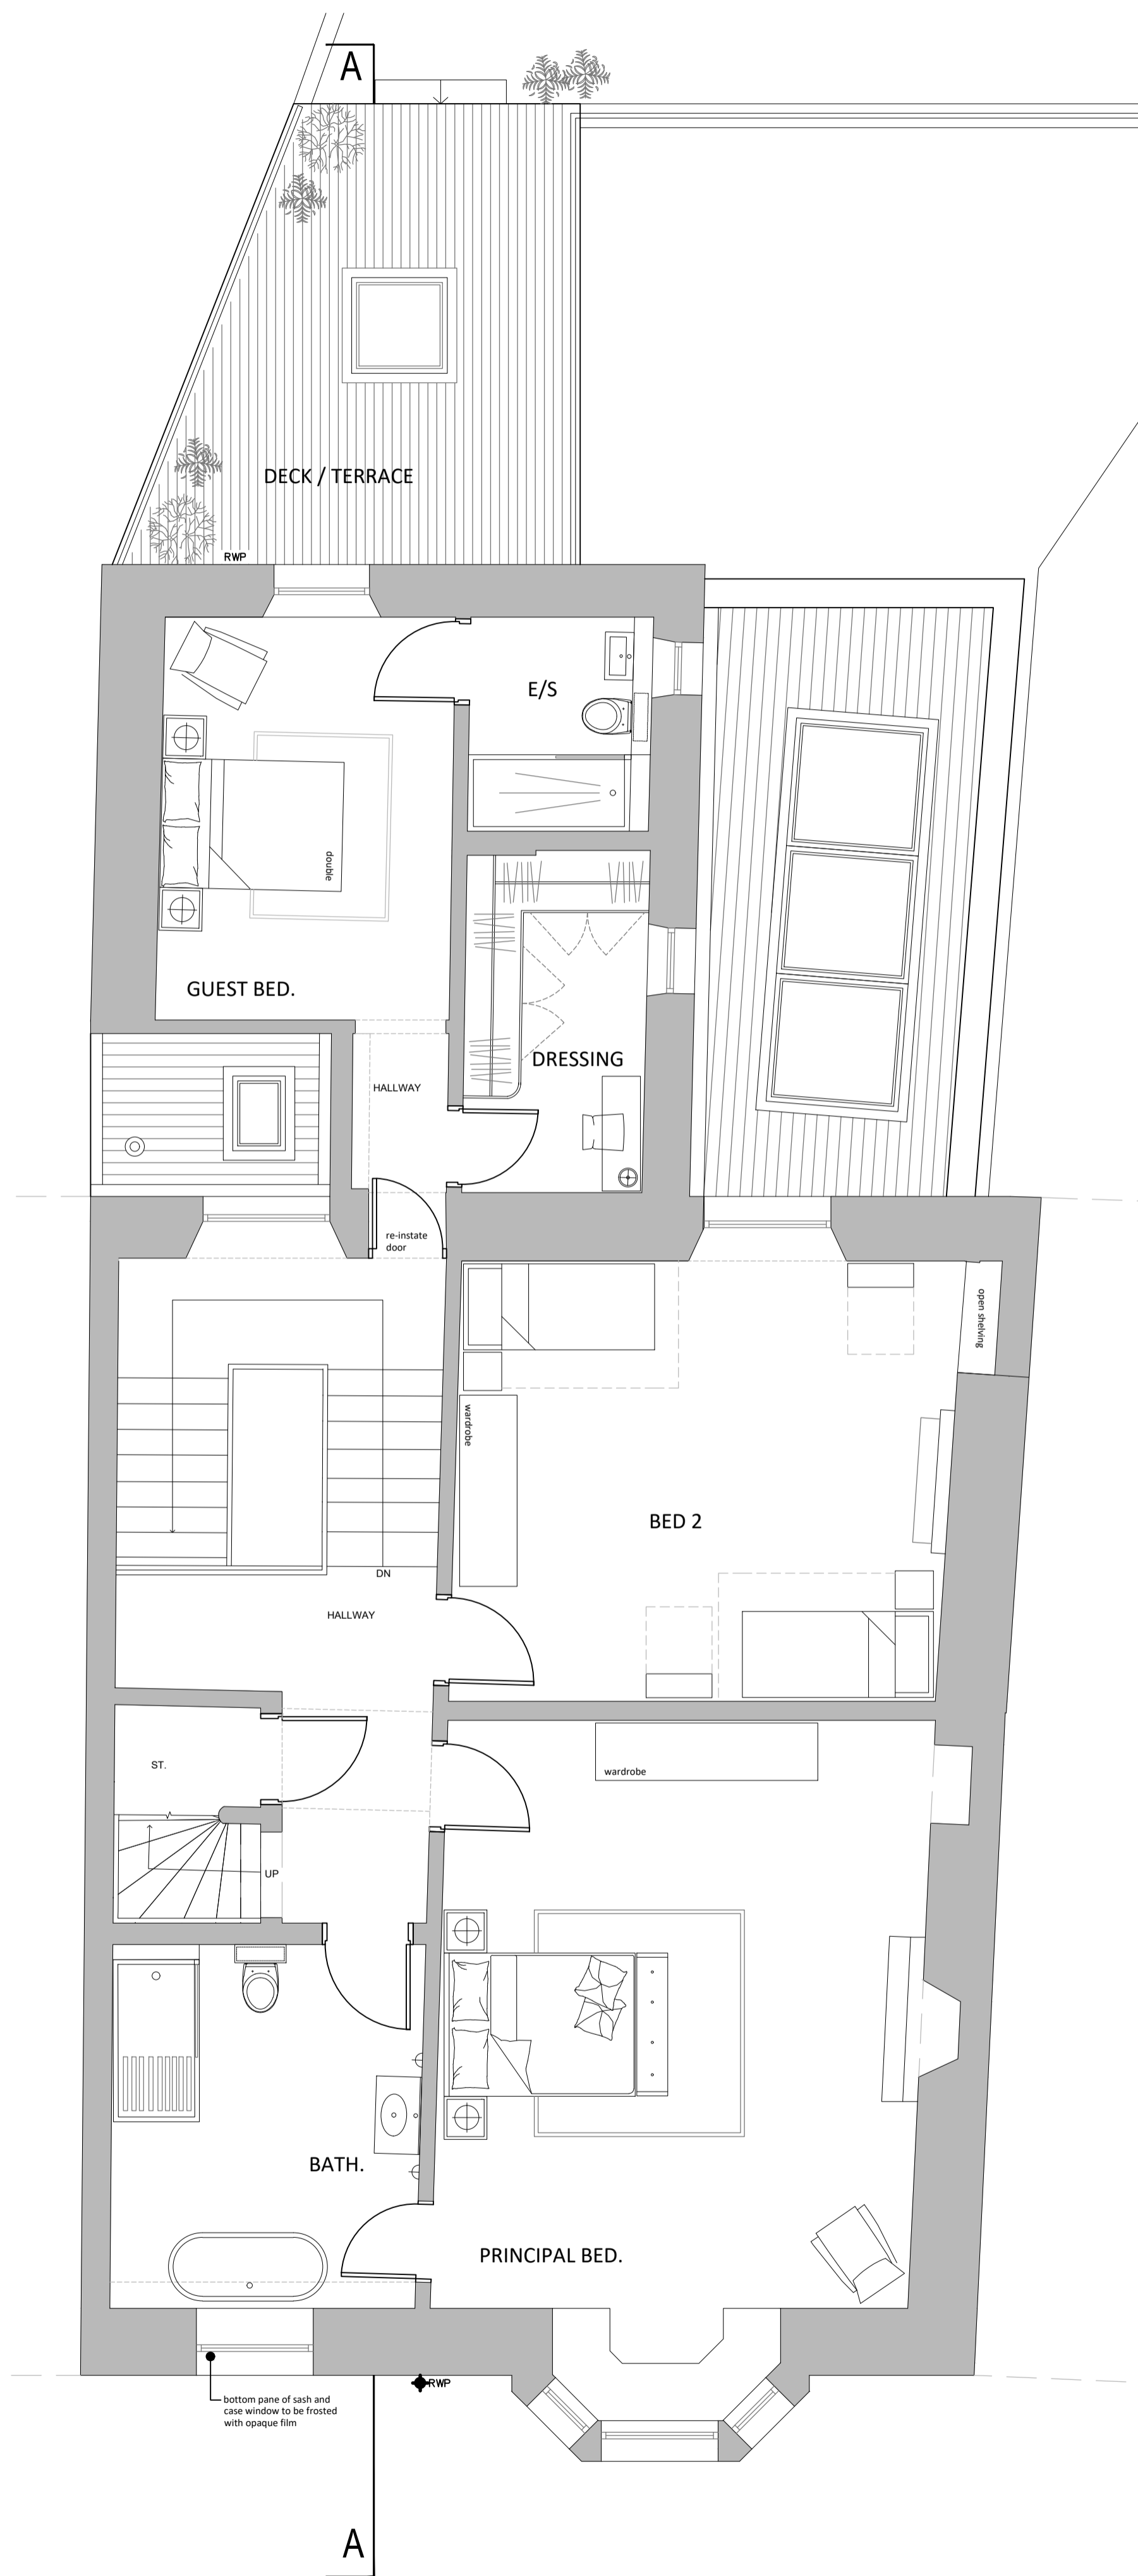 A
DECK / TERRACE
RWP
E/S
double
GUEST BED.
DRESSING
HALLWAY
re-instate
door
open shelving
wardrobe
BED 2
DN
HALLWAY
ST.
wardrobe
UP
BATH.
PRINCIPAL BED.
RWP
bottom pane of sash and
case window to be frosted
with opaque film
A